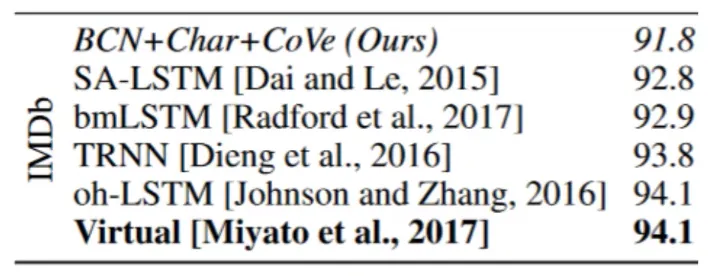 IMDb
BCN+Char+CoVe (Ours) 91.8
SA-LSTM [Dai and Le, 2015] 92.8
bmLSTM [Radford et al., 2017] 92.9
TRNN [Dieng et al., 2016] 93.8
oh-LSTM [Johnson and Zhang, 2016] 94.1
Virtual [Miyato et al., 2017] 94.1